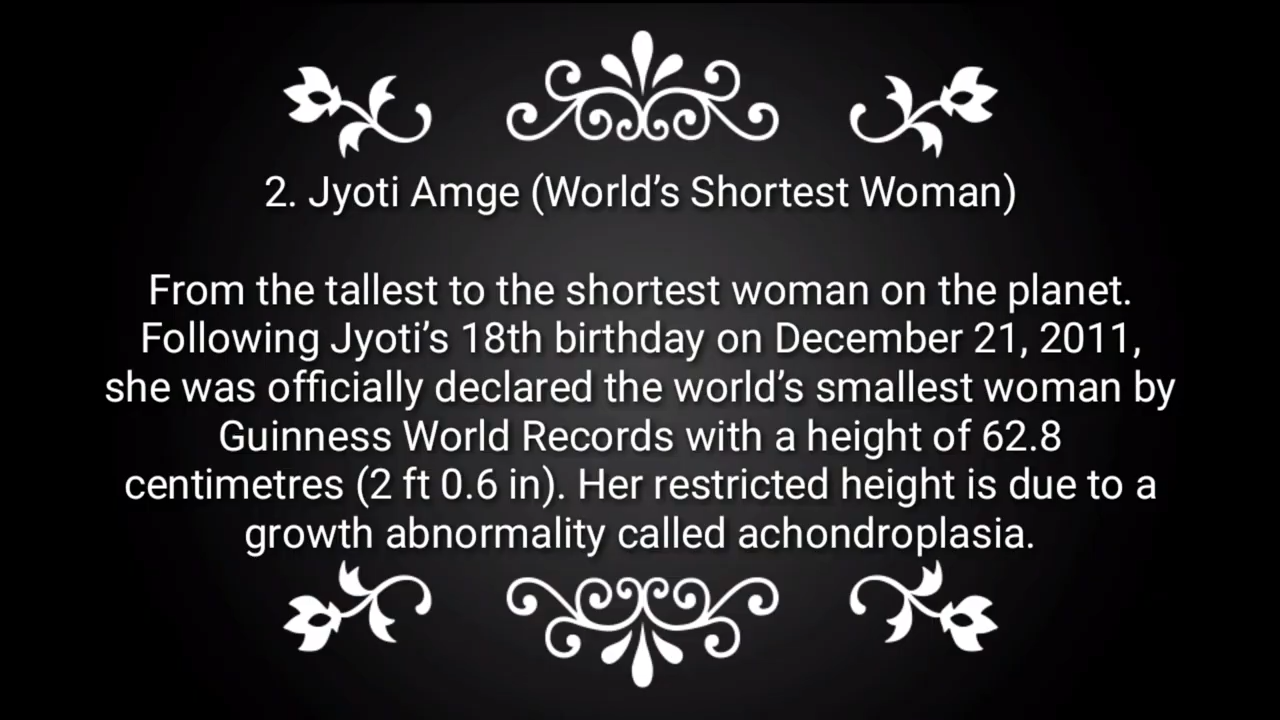 2. Jyoti Amge (World’s Shortest Woman)
From the tallest to the shortest woman on the planet.
Following Jyoti’s 18th birthday on December 21, 2011,
she was officially declared the world’s smallest woman by
Guinness World Records with a height of 62.8
centimetres (2 ft 0.6 in). Her restricted height is due to a
growth abnormality called achondroplasia.